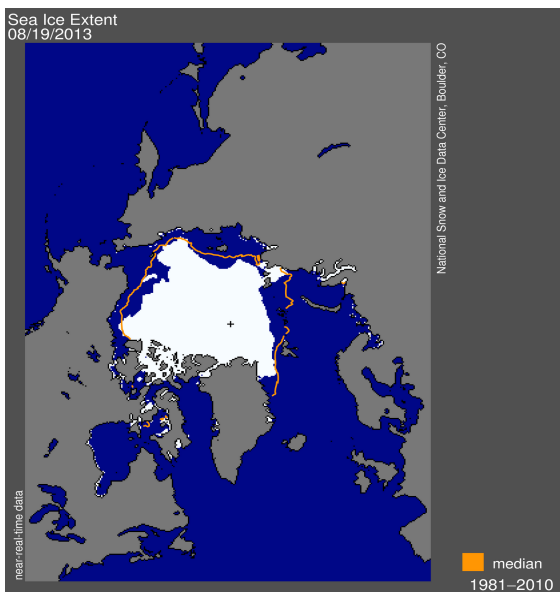 Sea Ice Extent
08/19/2013
National Snow and Ice Data Center, Boulder, CO
near-real-time data
median
1981–2010